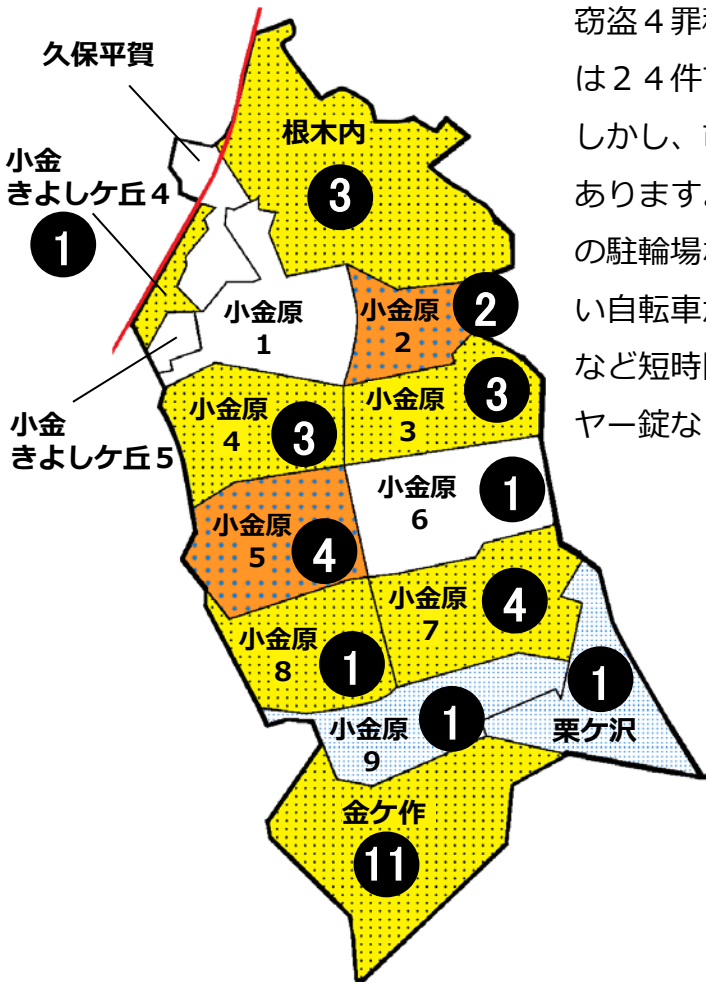 窃盗４罪種
は２４件
しかし、
あります。
の駐輪場
い自転車
など短時間
ヤー錠な
久保平賀
小金
きよしケ丘４
1
根木内
3
小金原
1
小金原
2
2
小金
きよしケ丘５
小金原
4
3
小金原
3
3
小金原
5
4
小金原
6
1
小金原
7
4
小金原
8
1
小金原
9
1
1
栗ケ沢
金ケ作
11